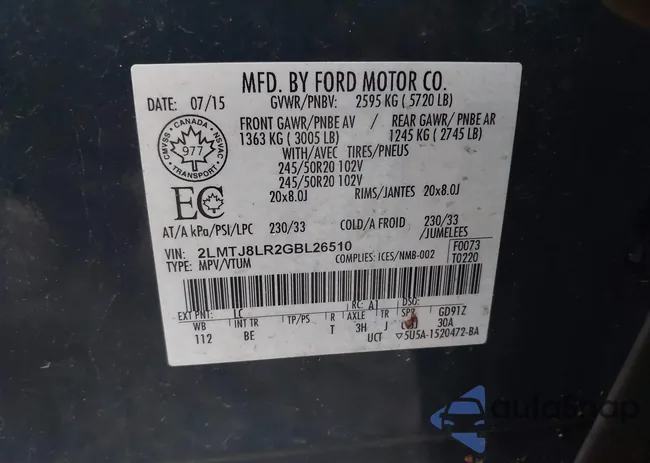 MFD. BY FORD MOTOR CO.
DATE: 07/15 GVWR/PNBV: 2595 KG ( 5720 LB)
FRONT GAWR/PNBE AV / REAR GAWR/PNBE AR
1363 KG ( 3005 LB) 1245 KG ( 2745 LB)
WITH/AVEC TIRES/PNEUS
245/50R20 102V
245/50R20 102V
20x8.0J RIMS/JANTES 20x8.0J
CMVSS CANADA NSVAC
977
TRANSPORT
EC
AT/A kPa/PSI/LPC 230/33 COLD/A FROID 230/33
/JUMELEES
VIN: 2LMTJ8LR2GBL26510 F0073
TYPE: MPV/VTUM COMPLIES: ICES/NMB-002 T0220
EXT PNT: LC RC: AI DSO:
WB INT TR TP/PS R AXLE TR SPR GD91Z
112 BE T 3H J 30A
UCT ▽5U5A-1520472-BA
autosnap